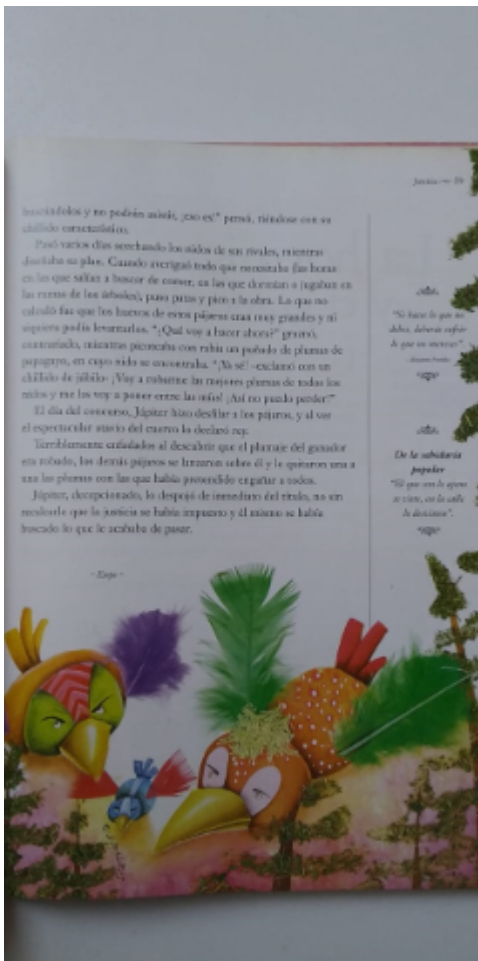 buscándolos y no podrán asistir, ¡eso es!" pensó, riéndose con su
chillido característico.
Pasó varios días acechando los nidos de sus rivales, mientras
diseñaba su plan. Cuando averiguó todo que necesitaba (las horas
en las que salían a buscar de comer, en las que dormían o jugaban en
las ramas de los árboles), puso patas y pico a la obra. Lo que no
calculó fue que los huevos de estos pájaros eran muy grandes y ni
siquiera podía levantarlos. "¿Qué voy a hacer ahora?" graznó,
contrariado, mientras picoteaba con rabia un puñado de plumas de
papagayo, en cuyo nido se encontraba. "¡Ya sé! -exclamó con un
chillido de júbilo- ¡Voy a robarme las mejores plumas de todos los
nidos y me las voy a poner entre las mías! ¡Así no puedo perder!"
El día del concurso, Júpiter hizo desfilar a los pájaros, y al ver
el espectacular atavío del cuervo lo declaró rey.
Terriblemente enfadados al descubrir que el plumaje del ganador
era robado, los demás pájaros se lanzaron sobre él y le quitaron una a
una las plumas con las que había pretendido engañar a todos.
Júpiter, decepcionado, lo despojó de inmediato del título, no sin
recalcarle que la justicia se había impuesto y él mismo se había
buscado lo que le acababa de pasar.
- Esopo -
Justicia
"Si haces lo que no
debes, deberás sufrir
lo que no mereces".
De la sabiduría
popular
"El que con lo ajeno
se viste, en la calle
lo desvisten".